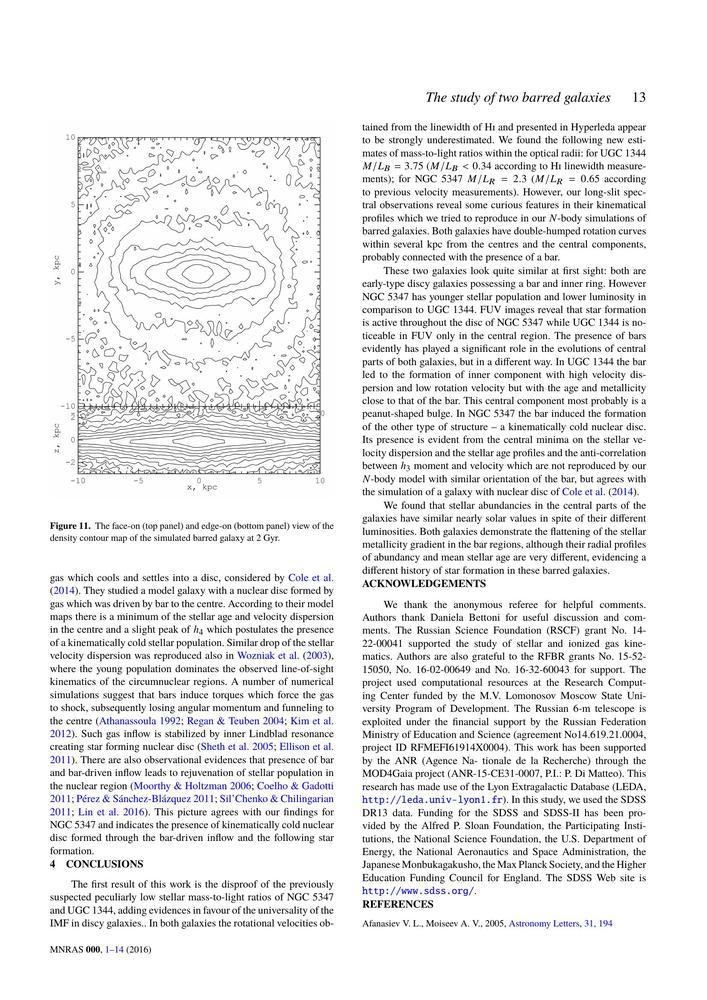 The study of two barred galaxies 13
10
5
0
−5
−10
y, kpc
2
0
−2
z, kpc
−10
−5
0
5
10
x, kpc
Figure 11. The face-on (top panel) and edge-on (bottom panel) view of the
density contour map of the simulated barred galaxy at 2 Gyr.
gas which cools and settles into a disc, considered by Cole et al.
(2014). They studied a model galaxy with a nuclear disc formed by
gas which was driven by bar to the centre. According to their model
maps there is a minimum of the stellar age and velocity dispersion
in the centre and a slight peak of h4 which postulates the presence
of a kinematically cold stellar population. Similar drop of the stellar
velocity dispersion was reproduced also in Wozniak et al. (2003),
where the young population dominates the observed line-of-sight
kinematics of the circumnuclear regions. A number of numerical
simulations suggest that bars induce torques which force the gas
to shock, subsequently losing angular momentum and funneling to
the centre (Athanassoula 1992; Regan & Teuben 2004; Kim et al.
2012). Such gas inflow is stabilized by inner Lindblad resonance
creating star forming nuclear disc (Sheth et al. 2005; Ellison et al.
2011). There are also observational evidences that presence of bar
and bar-driven inflow leads to rejuvenation of stellar population in
the nuclear region (Moorthy & Holtzman 2006; Coelho & Gadotti
2011; Pérez & Sánchez-Blázquez 2011; Sil'Chenko & Chilingarian
2011; Lin et al. 2016). This picture agrees with our findings for
NGC 5347 and indicates the presence of kinematically cold nuclear
disc formed through the bar-driven inflow and the following star
formation.
4 CONCLUSIONS
The first result of this work is the disproof of the previously
suspected peculiarly low stellar mass-to-light ratios of NGC 5347
and UGC 1344, adding evidences in favour of the universality of the
IMF in discy galaxies.. In both galaxies the rotational velocities ob-
tained from the linewidth of HI and presented in Hyperleda appear
to be strongly underestimated. We found the following new esti-
mates of mass-to-light ratios within the optical radii: for UGC 1344
M/LB = 3.75 (M/LB < 0.34 according to HI linewidth measure-
ments); for NGC 5347 M/LR = 2.3 (M/LR = 0.65 according
to previous velocity measurements). However, our long-slit spec-
tral observations reveal some curious features in their kinematical
profiles which we tried to reproduce in our N-body simulations of
barred galaxies. Both galaxies have double-humped rotation curves
within several kpc from the centres and the central components,
probably connected with the presence of a bar.
These two galaxies look quite similar at first sight: both are
early-type discy galaxies possessing a bar and inner ring. However
NGC 5347 has younger stellar population and lower luminosity in
comparison to UGC 1344. FUV images reveal that star formation
is active throughout the disc of NGC 5347 while UGC 1344 is no-
ticeable in FUV only in the central region. The presence of bars
evidently has played a significant role in the evolutions of central
parts of both galaxies, but in a different way. In UGC 1344 the bar
led to the formation of inner component with high velocity dis-
persion and low rotation velocity but with the age and metallicity
close to that of the bar. This central component most probably is a
peanut-shaped bulge. In NGC 5347 the bar induced the formation
of the other type of structure – a kinematically cold nuclear disc.
Its presence is evident from the central minima on the stellar ve-
locity dispersion and the stellar age profiles and the anti-correlation
between h3 moment and velocity which are not reproduced by our
N-body model with similar orientation of the bar, but agrees with
the simulation of a galaxy with nuclear disc of Cole et al. (2014).
We found that stellar abundancies in the central parts of the
galaxies have similar nearly solar values in spite of their different
luminosities. Both galaxies demonstrate the flattening of the stellar
metallicity gradient in the bar regions, although their radial profiles
of abundancy and mean stellar age are very different, evidencing a
different history of star formation in these barred galaxies.
ACKNOWLEDGEMENTS
We thank the anonymous referee for helpful comments.
Authors thank Daniela Bettoni for useful discussion and com-
ments. The Russian Science Foundation (RSCF) grant No. 14-
22-00041 supported the study of stellar and ionized gas kine-
matics. Authors are also grateful to the RFBR grants No. 15-52-
15050, No. 16-02-00649 and No. 16-32-60043 for support. The
project used computational resources at the Research Comput-
ing Center funded by the M.V. Lomonosov Moscow State Uni-
versity Program of Development. The Russian 6-m telescope is
exploited under the financial support by the Russian Federation
Ministry of Education and Science (agreement No14.619.21.0004,
project ID RFMEFI61914X0004). This work has been supported
by the ANR (Agence Na- tionale de la Recherche) through the
MOD4Gaia project (ANR-15-CE31-0007, P.I.: P. Di Matteo). This
research has made use of the Lyon Extragalactic Database (LEDA,
http://leda.univ-lyon1.fr). In this study, we used the SDSS
DR13 data. Funding for the SDSS and SDSS-II has been pro-
vided by the Alfred P. Sloan Foundation, the Participating Insti-
tutions, the National Science Foundation, the U.S. Department of
Energy, the National Aeronautics and Space Administration, the
Japanese Monbukagakusho, the Max Planck Society, and the Higher
Education Funding Council for England. The SDSS Web site is
http://www.sdss.org/.
REFERENCES
Afanasiev V. L., Moiseev A. V., 2005, Astronomy Letters, 31, 194
MNRAS 000, 1–14 (2016)